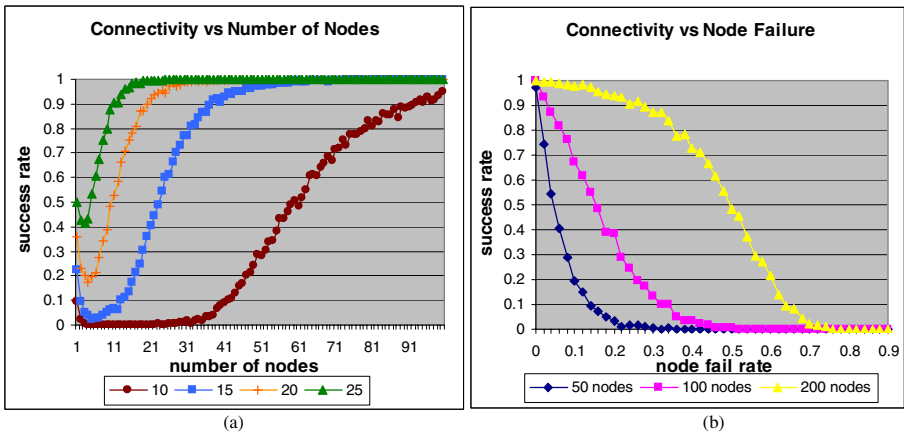 Connectivity vs Number of Nodes
success rate
1
0.9
0.8
0.7
0.6
0.5
0.4
0.3
0.2
0.1
0
1 11 21 31 41 51 61 71 81 91
number of nodes
10 15 20 25
(a)
Connectivity vs Node Failure
success rate
1
0.9
0.8
0.7
0.6
0.5
0.4
0.3
0.2
0.1
0
0 0.1 0.2 0.3 0.4 0.5 0.6 0.7 0.8 0.9
node fail rate
50 nodes 100 nodes 200 nodes
(b)